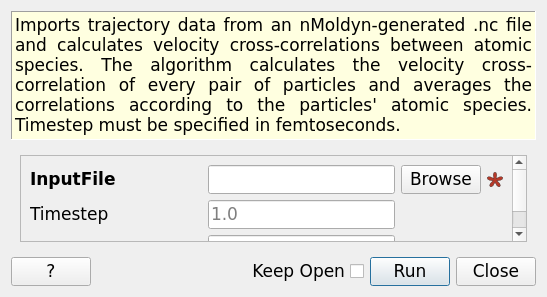 Imports trajectory data from an nMoldyn-generated .nc file
and calculates velocity cross-correlations between atomic
species. The algorithm calculates the velocity cross-
correlation of every pair of particles and averages the
correlations according to the particles' atomic species.
Timestep must be specified in femtoseconds.
InputFile Browse
Timestep 1.0
? Keep Open Run Close